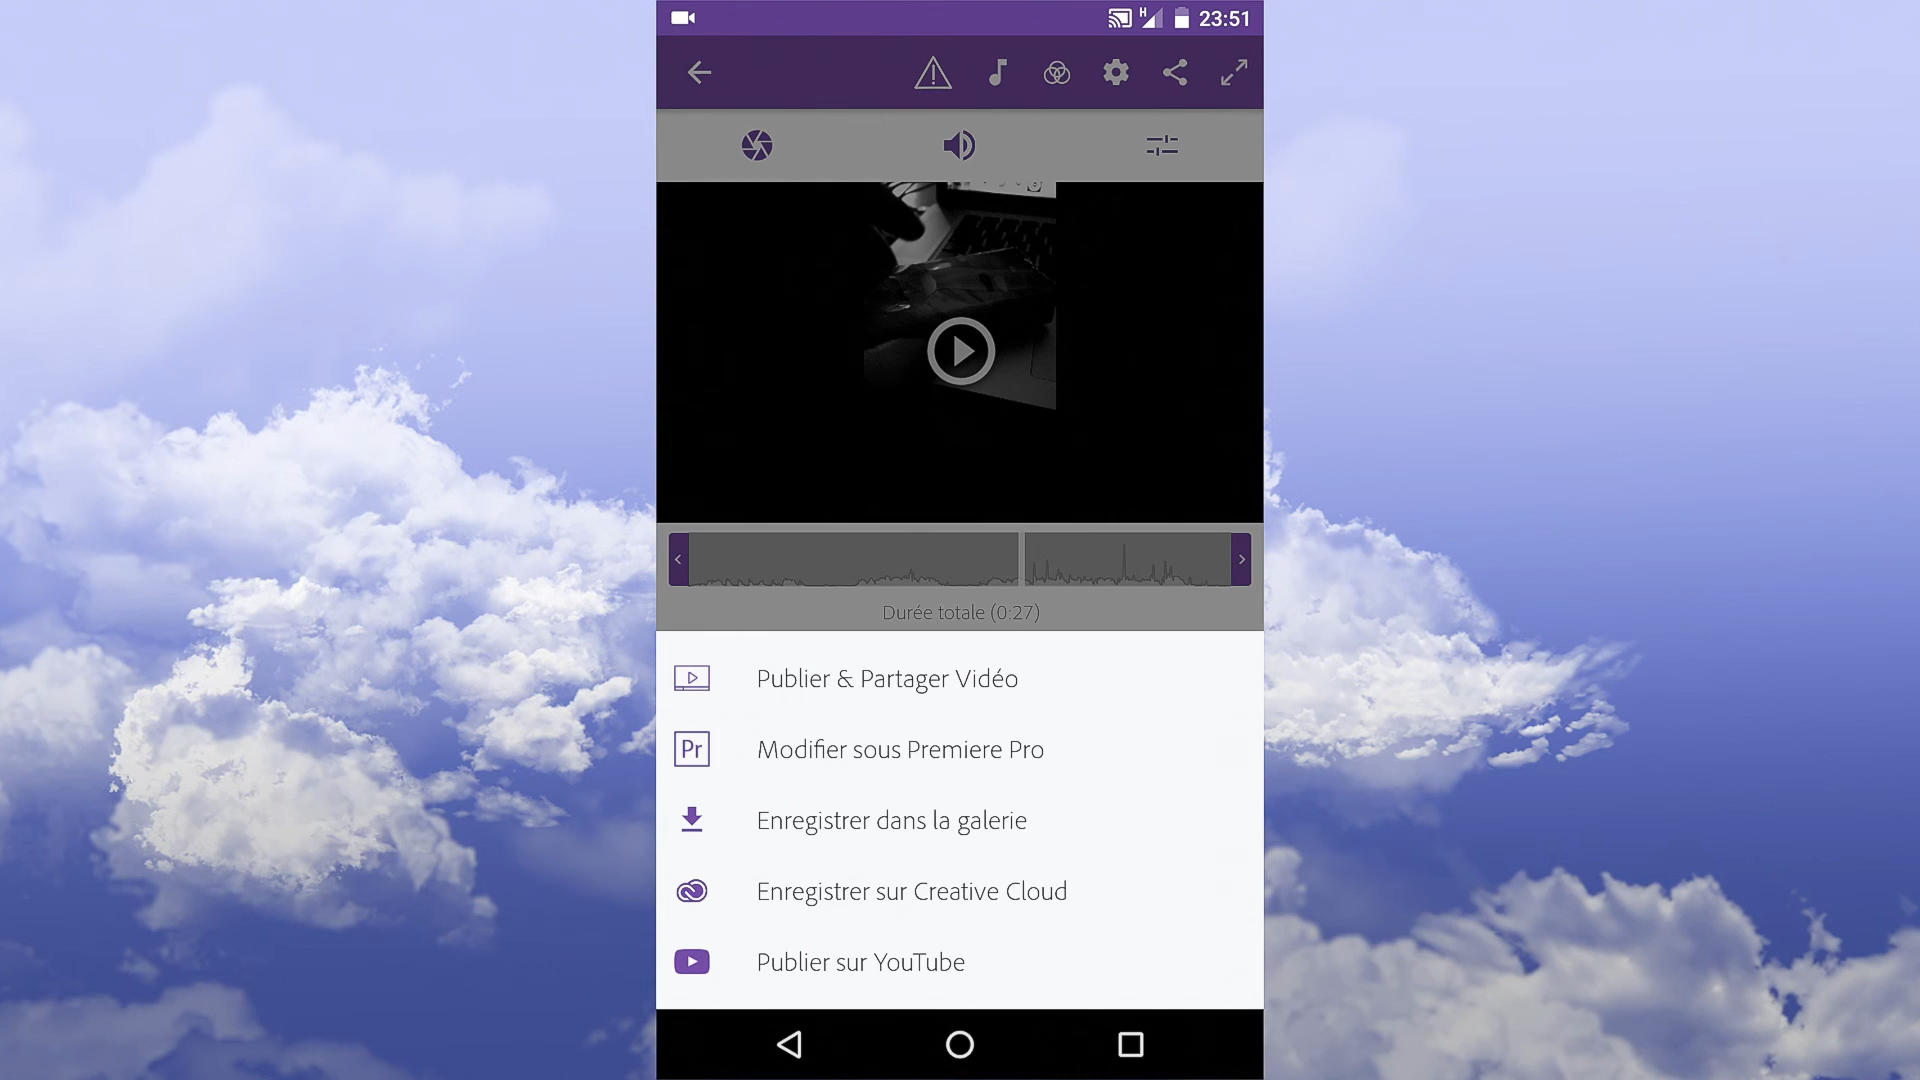 H 23:51
Durée totale (0:27)
Publier & Partager Vidéo
Pr Modifier sous Premiere Pro
Enregistrer dans la galerie
Enregistrer sur Creative Cloud
Publier sur YouTube